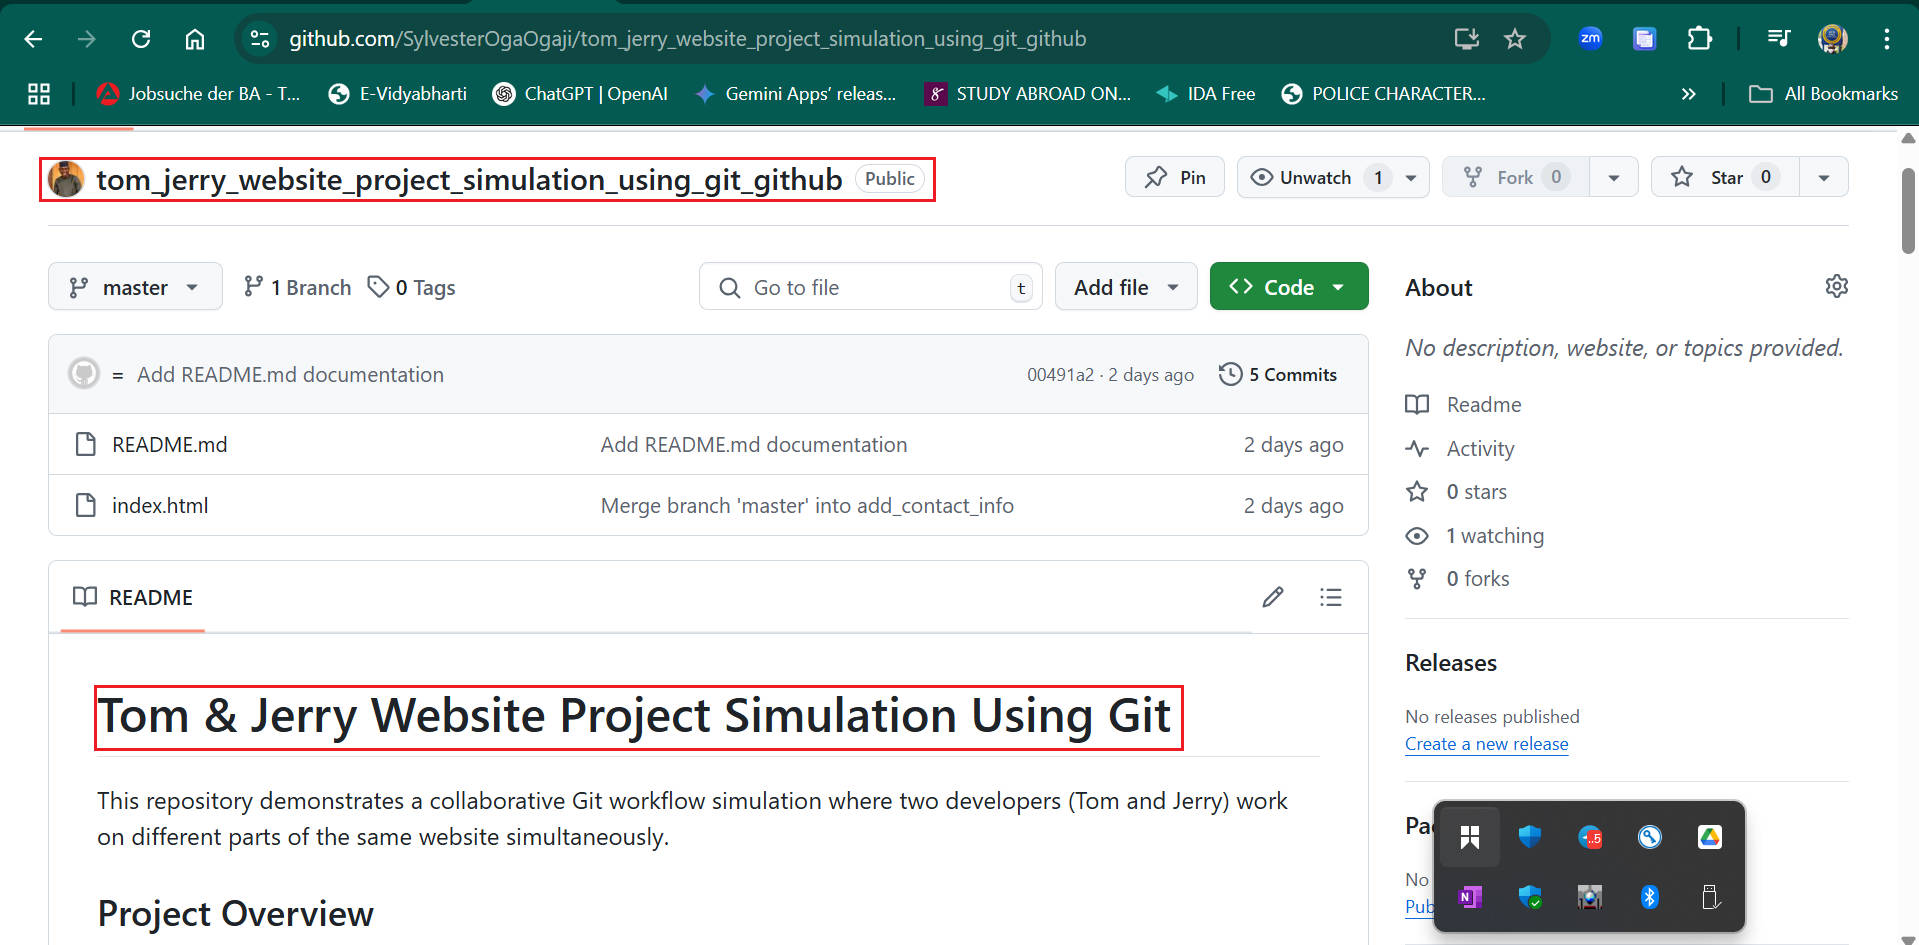 github.com/SylvesterOgaOgaji/tom_jerry_website_project_simulation_using_git_github
zm
Jobsuche der BA - T...
E-Vidyabharti
ChatGPT | OpenAI
Gemini Apps’ releas...
STUDY ABROAD ON...
IDA Free
POLICE CHARACTER...
All Bookmarks
tom_jerry_website_project_simulation_using_git_github Public
Pin
Unwatch 1
Fork 0
Star 0
master
1 Branch
0 Tags
Go to file t
Add file
Code
About
No description, website, or topics provided.
= Add README.md documentation
00491a2 · 2 days ago
5 Commits
Readme
README.md Add README.md documentation 2 days ago
Activity
0 stars
index.html Merge branch 'master' into add_contact_info 2 days ago
1 watching
0 forks
README
Releases
No releases published
Create a new release
Tom & Jerry Website Project Simulation Using Git
This repository demonstrates a collaborative Git workflow simulation where two developers (Tom and Jerry) work
on different parts of the same website simultaneously.
Project Overview
Pac
No
Pub
.5
N